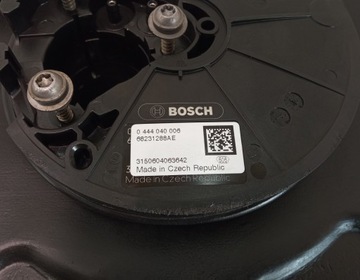 BOSCH
0 444 040 006
68231288AE
3150604063642
Made in Czech Republic
Made in Czech Republic